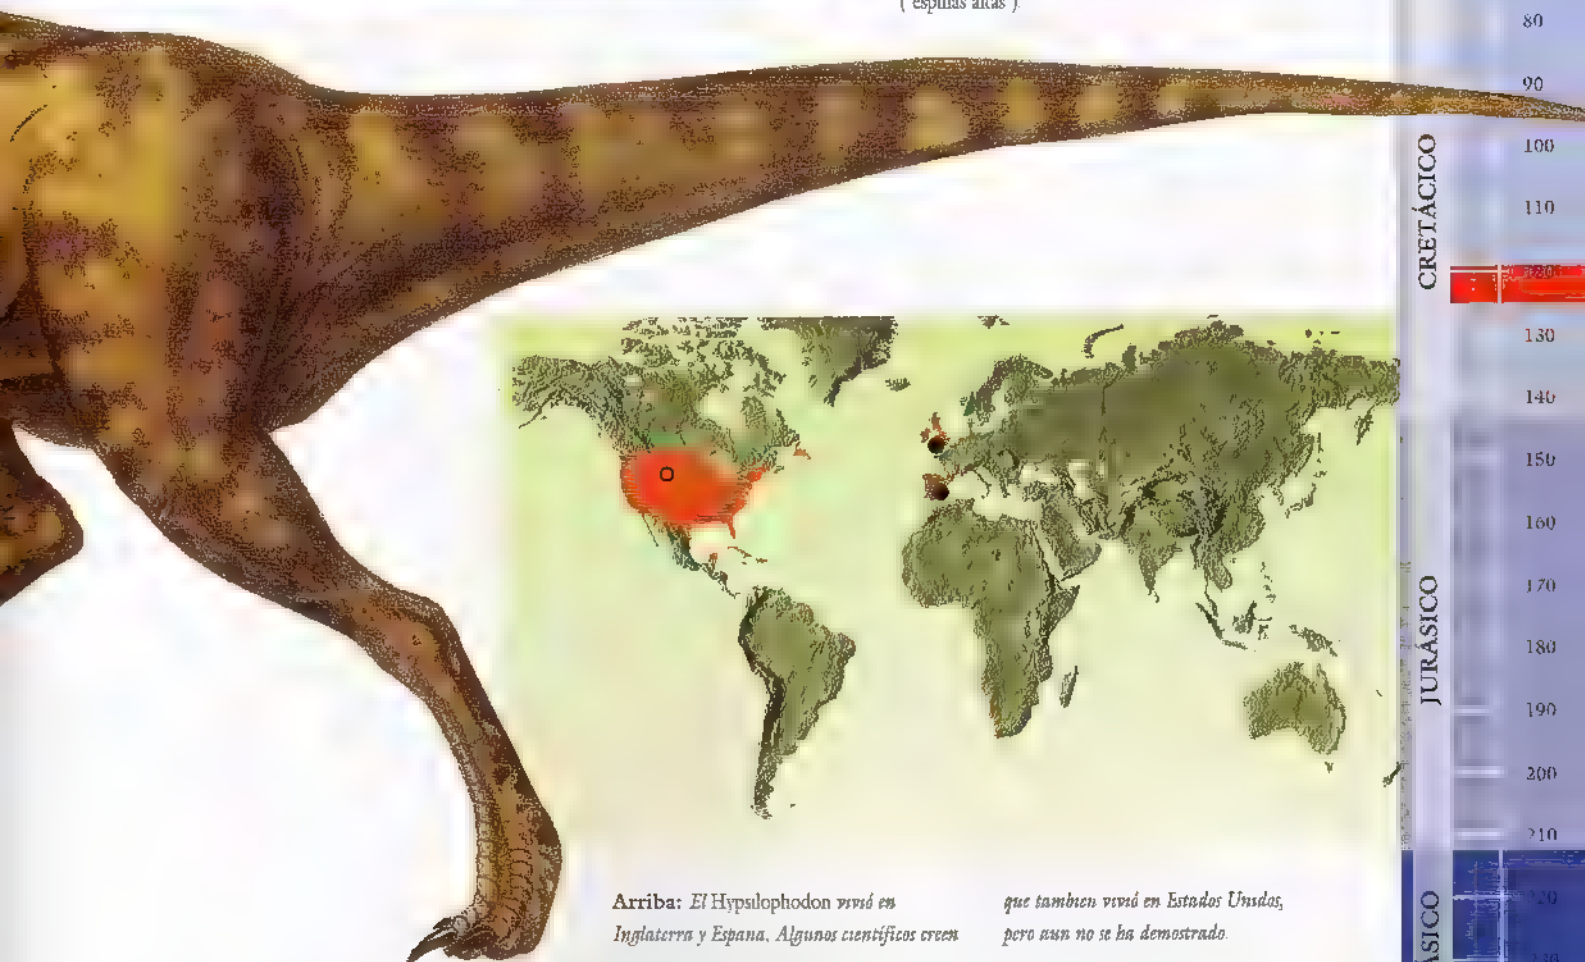 ("espinas altas").
80
90
100
110
CRETÁCICO
120
130
140
150
160
170
JURÁSICO
180
190
200
210
220
Arriba: El Hypsilophodon vivió en
Inglaterra y Espana. Algunos científicos creen
que tambien vivió en Estados Unidos,
pero aun no se ha demostrado.